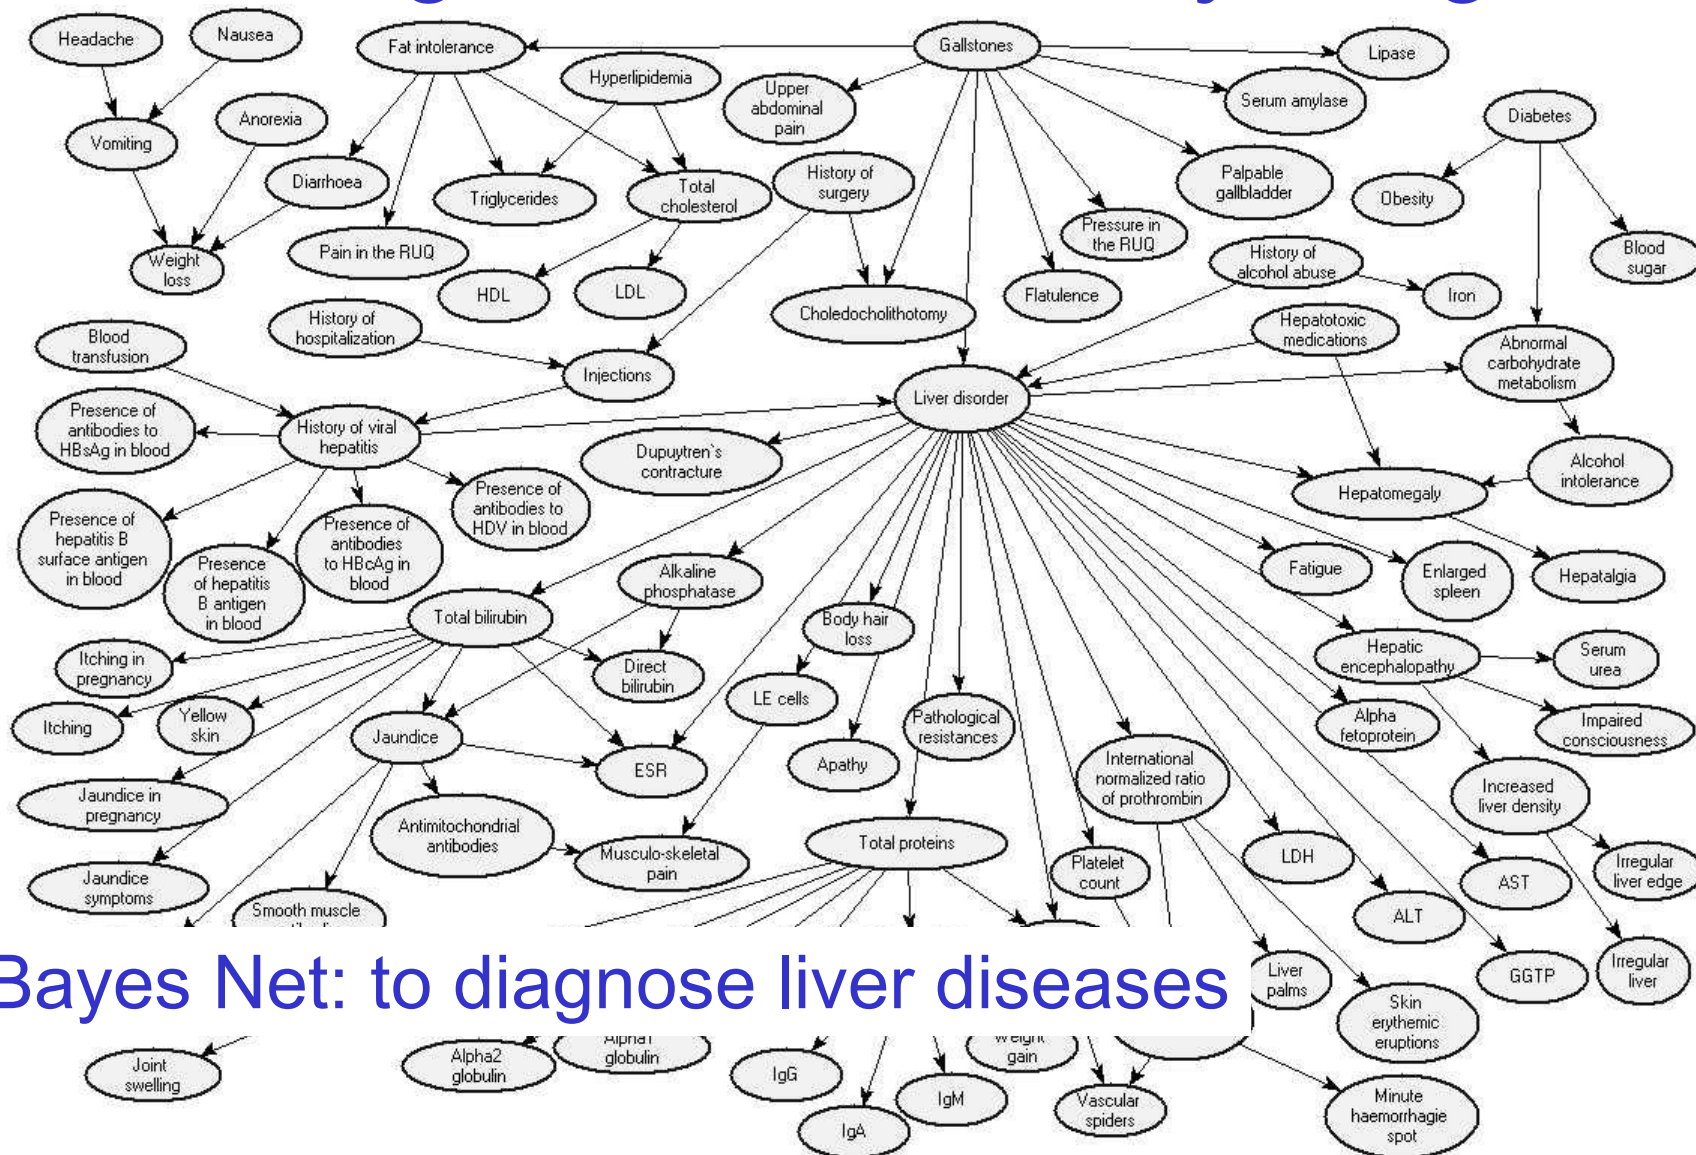 Headache
Nausea
Fat intolerance
Gallstones
Lipase
Hyperlipidemia
Upper
abdominal
pain
Serum amylase
Diabetes
Vomiting
Anorexia
Diarrhoea
Triglycerides
Total
cholesterol
History of
surgery
Palpable
gallbladder
Obesity
Pressure in
the RUQ
Blood
sugar
Weight
loss
Pain in the RUQ
HDL
LDL
Choledocholithotomy
Flatulence
History of
alcohol abuse
Iron
History of
hospitalization
Hepatotoxic
medications
Blood
transfusion
Injections
Abnormal
carbohydrate
metabolism
Liver disorder
Presence of
antibodies to
HBsAg in blood
History of viral
hepatitis
Dupuytren`s
contracture
Alcohol
intolerance
Hepatomegaly
Presence of
hepatitis B
surface antigen
in blood
Presence
of hepatitis
B antigen
in blood
Presence of
antibodies
to HBcAg in
blood
Presence of
antibodies to
HDV in blood
Alkaline
phosphatase
Fatigue
Enlarged
spleen
Hepatalgia
Total bilirubin
Body hair
loss
Itching in
pregnancy
Direct
bilirubin
LE cells
Hepatic
encephalopathy
Serum
urea
Itching
Yellow
skin
Jaundice
ESR
Apathy
Pathological
resistances
International
normalized ratio
of prothrombin
Alpha
fetoprotein
Impaired
consciousness
Jaundice in
pregnancy
Antimitochondrial
antibodies
Musculo-skeletal
pain
Total proteins
Platelet
count
LDH
Increased
liver density
Jaundice
symptoms
Smooth muscle
ALT
AST
Irregular
liver edge
Bayes Net: to diagnose liver diseases
Liver
palms
GGTP
Irregular
liver
Skin
erythemic
eruptions
Joint
swelling
Alpha2
globulin
Alpha1
globulin
IgG
IgA
IgM
weight
gain
Vascular
spiders
Minute
haemorrhagie
spot